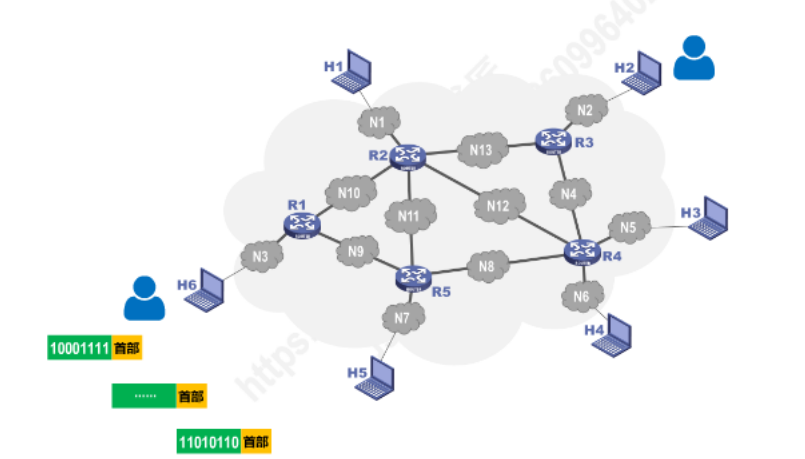 H1
H2
N1
N2
R2
N13
R3
N10
N4
R1
N11
N12
H3
N5
N9
R4
N3
N8
H6
R5
N6
N7
H4
H5
10001111 首部
······ 首部
11010110 首部
https